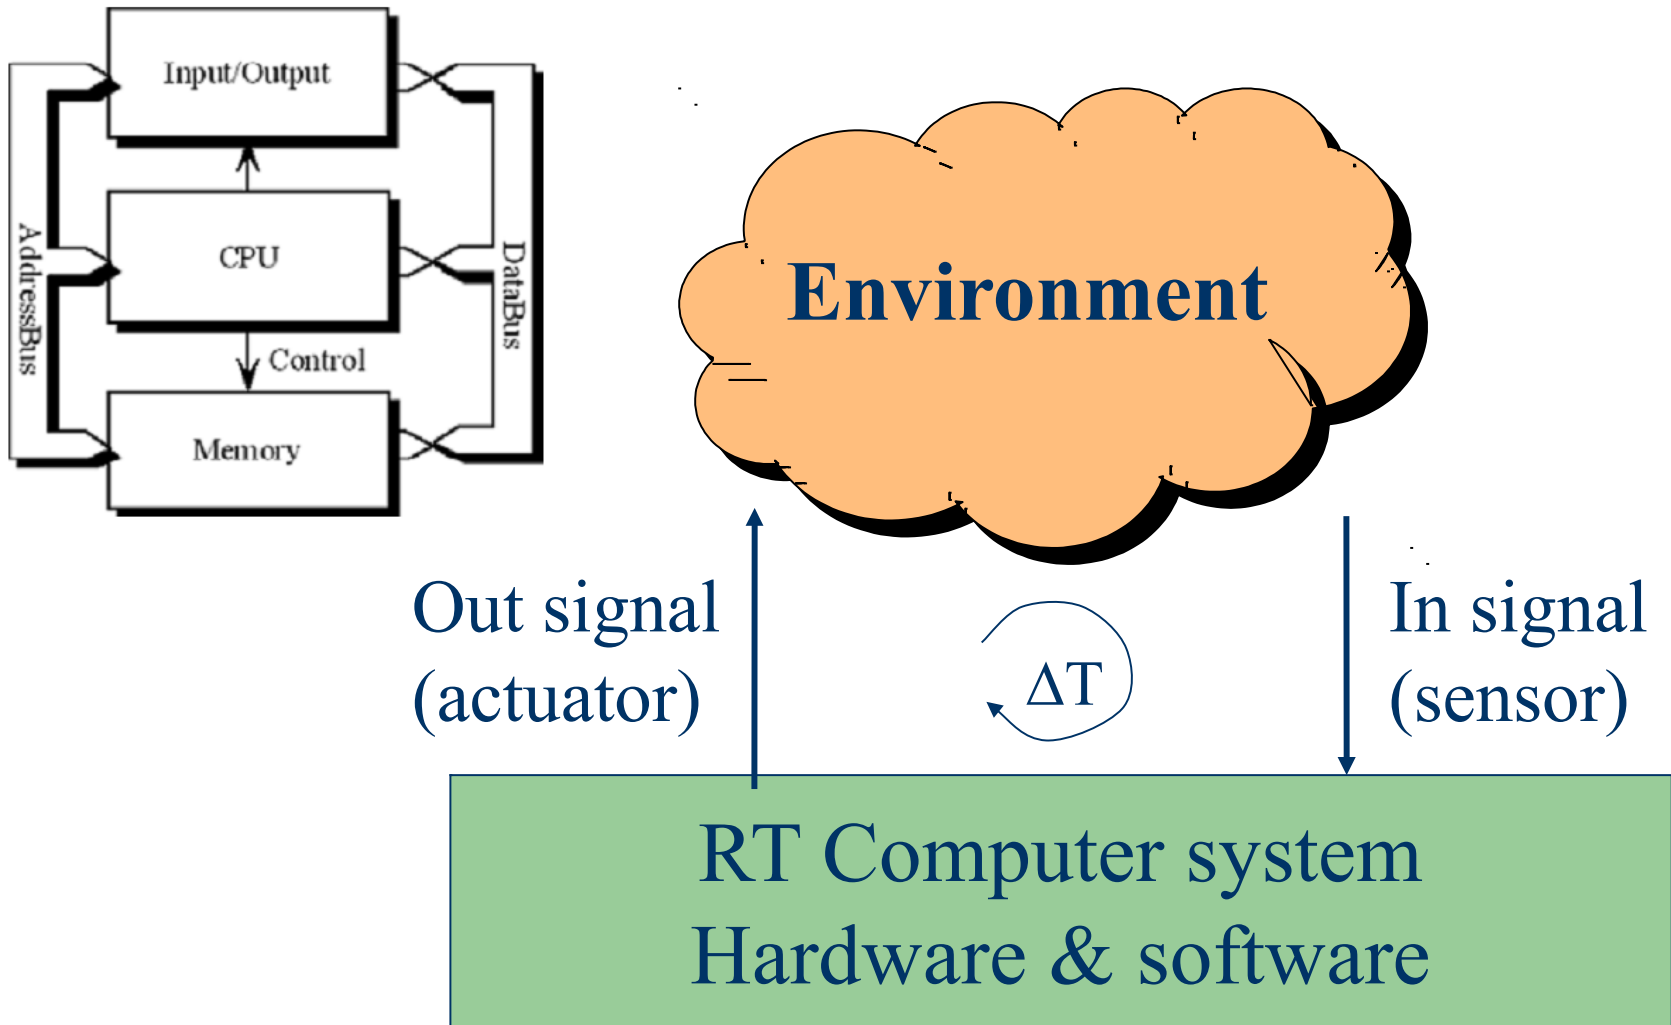 Input/Output
AddressBus
CPU
DataBus
Control
Memory
Environment
Out signal
(actuator)
ΔT
In signal
(sensor)
RT Computer system
Hardware & software